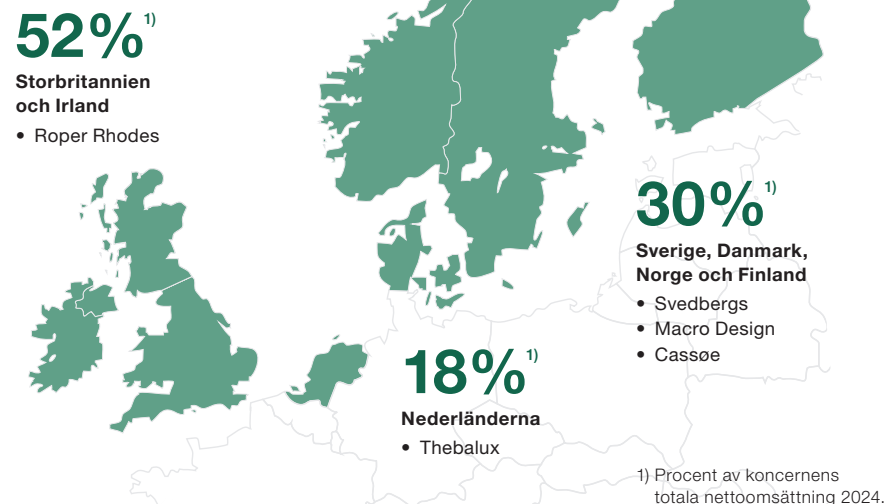 52%1)
Storbritannien
och Irland
• Roper Rhodes
30%1)
Sverige, Danmark,
Norge och Finland
• Svedbergs
• Macro Design
• Cassøe
18%1)
Nederländerna
• Thebalux
1) Procent av koncernens
totala nettoomsättning 2024.